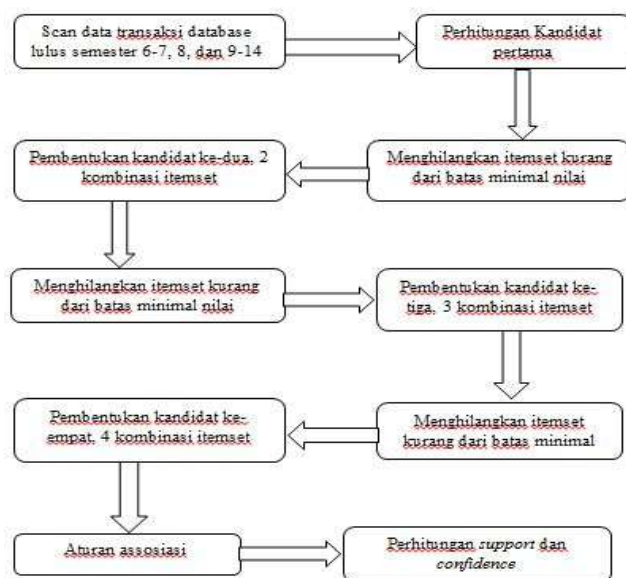 Scan data transaksi database
lulus semester 6-7, 8, dan 9-14
Perhitungan Kandidat
pertama
Menghilangkan itemset kurang
dari batas minimal nilai
Pembentukan kandidat ke-dua, 2
kombinasi itemset
Menghilangkan itemset kurang
dari batas minimal nilai
Pembentukan kandidat ke-
tiga, 3 kombinasi itemset
Menghilangkan itemset
kurang dari batas minimal
Pembentukan kandidat ke-
empat, 4 kombinasi itemset
Aturan assosiasi
Perhitungan support dan
confidence